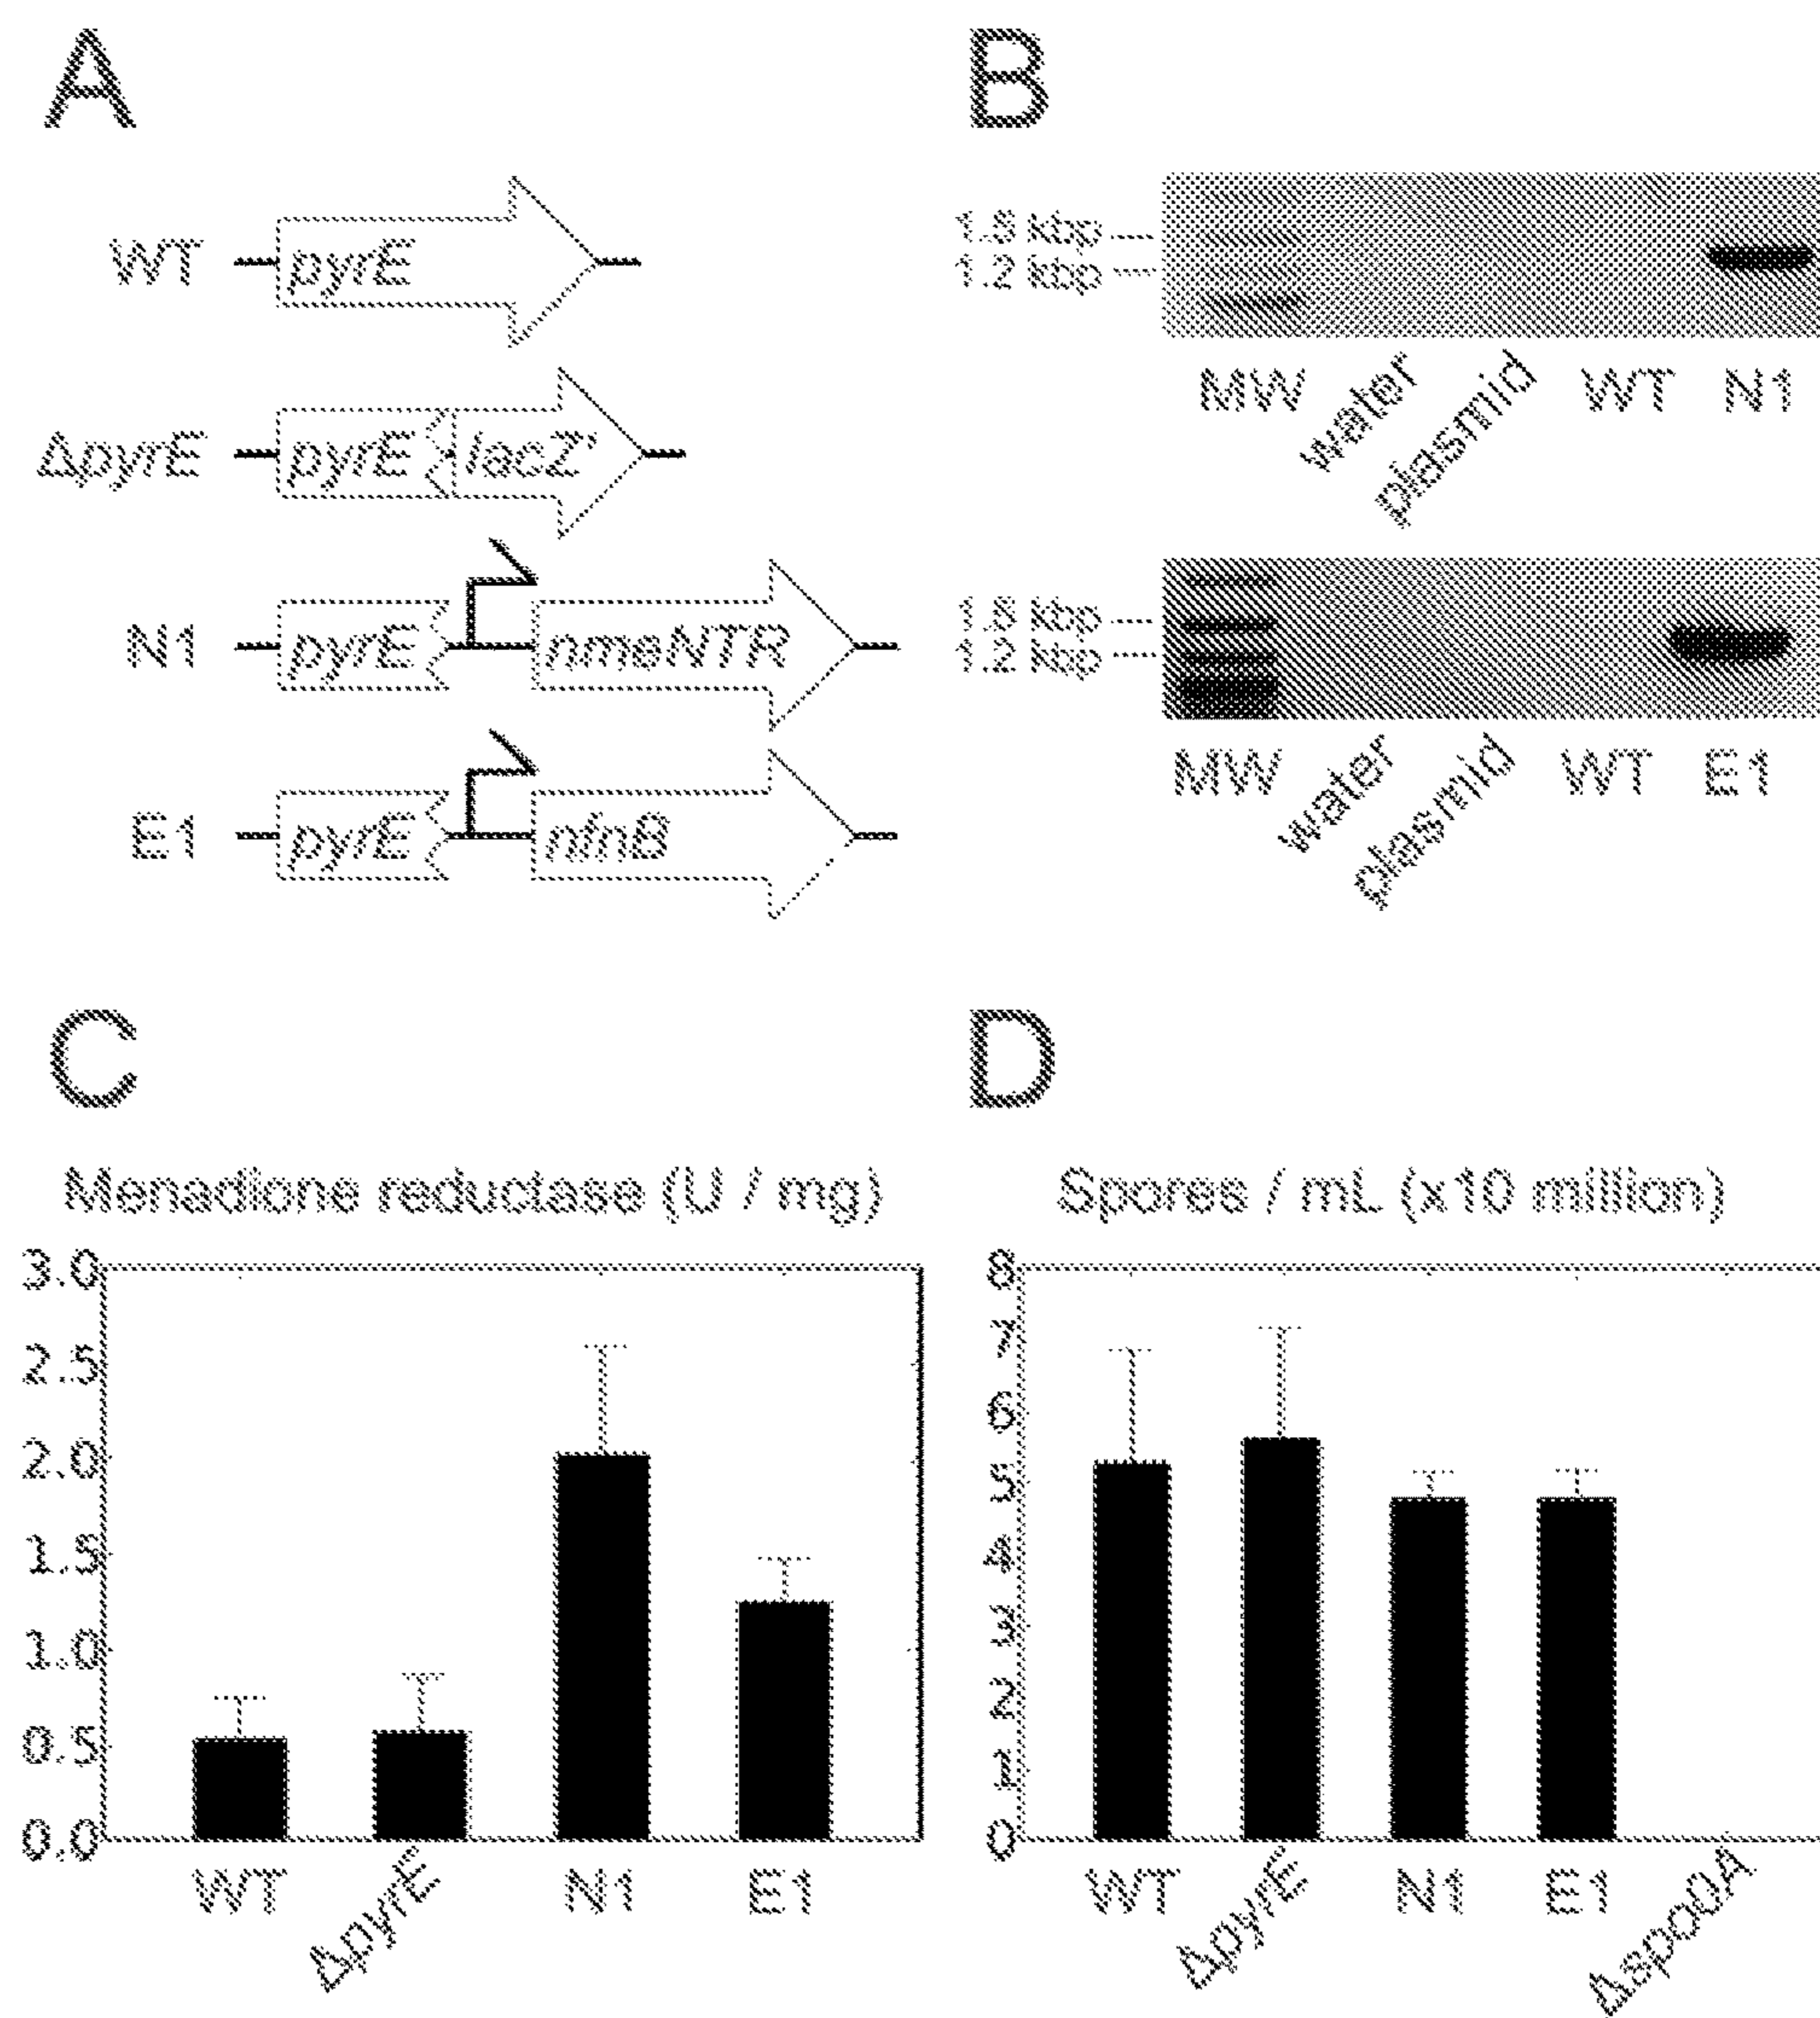 A
WT pyrE
ΔpyrE pyrE lacZ'
N1 pyrE nmeNTR
E1 pyrE nfnB
B
1.8 kbp
1.2 kbp
MW water plasmid WT N1
1.8 kbp
1.2 kbp
MW water plasmid WT E1
C
Menadione reductase (U / mg)
3.0
2.5
2.0
1.5
1.0
0.5
0.0
WT ΔpyrE N1 E1
D
Spores / mL (x10 million)
8
7
6
5
4
3
2
1
0
WT ΔpyrE N1 E1 Δspo0A